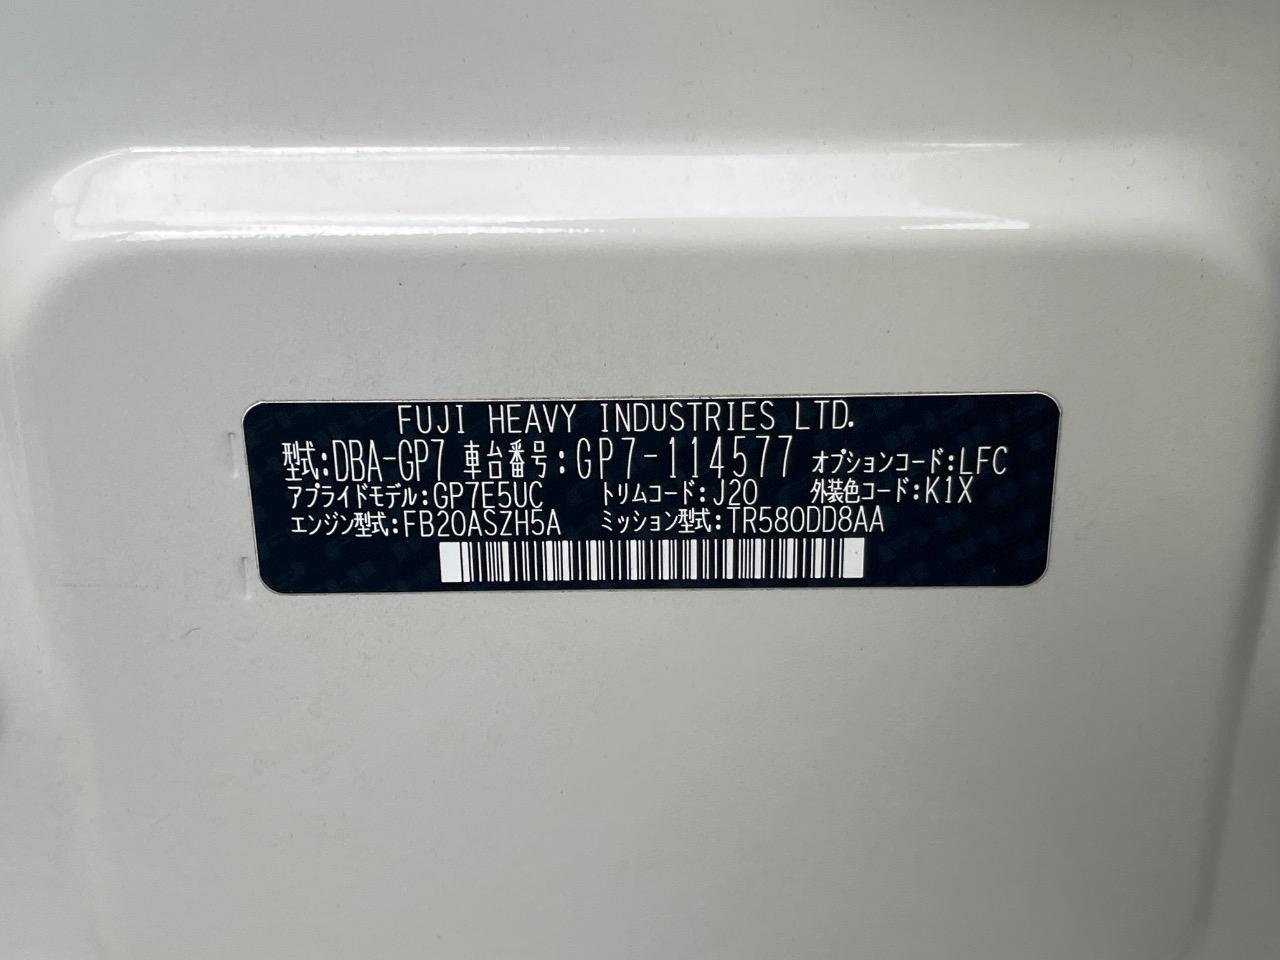 FUJI HEAVY INDUSTRIES LTD.
型式:DBA-GP7 車台番号:GP7-114577 オプションコード:LFC
アプライドモデル:GP7E5UC トリムコード:J20 外装色コード:K1X
エンジン型式:FB20ASZH5A ミッション型式:TR580DD8AA